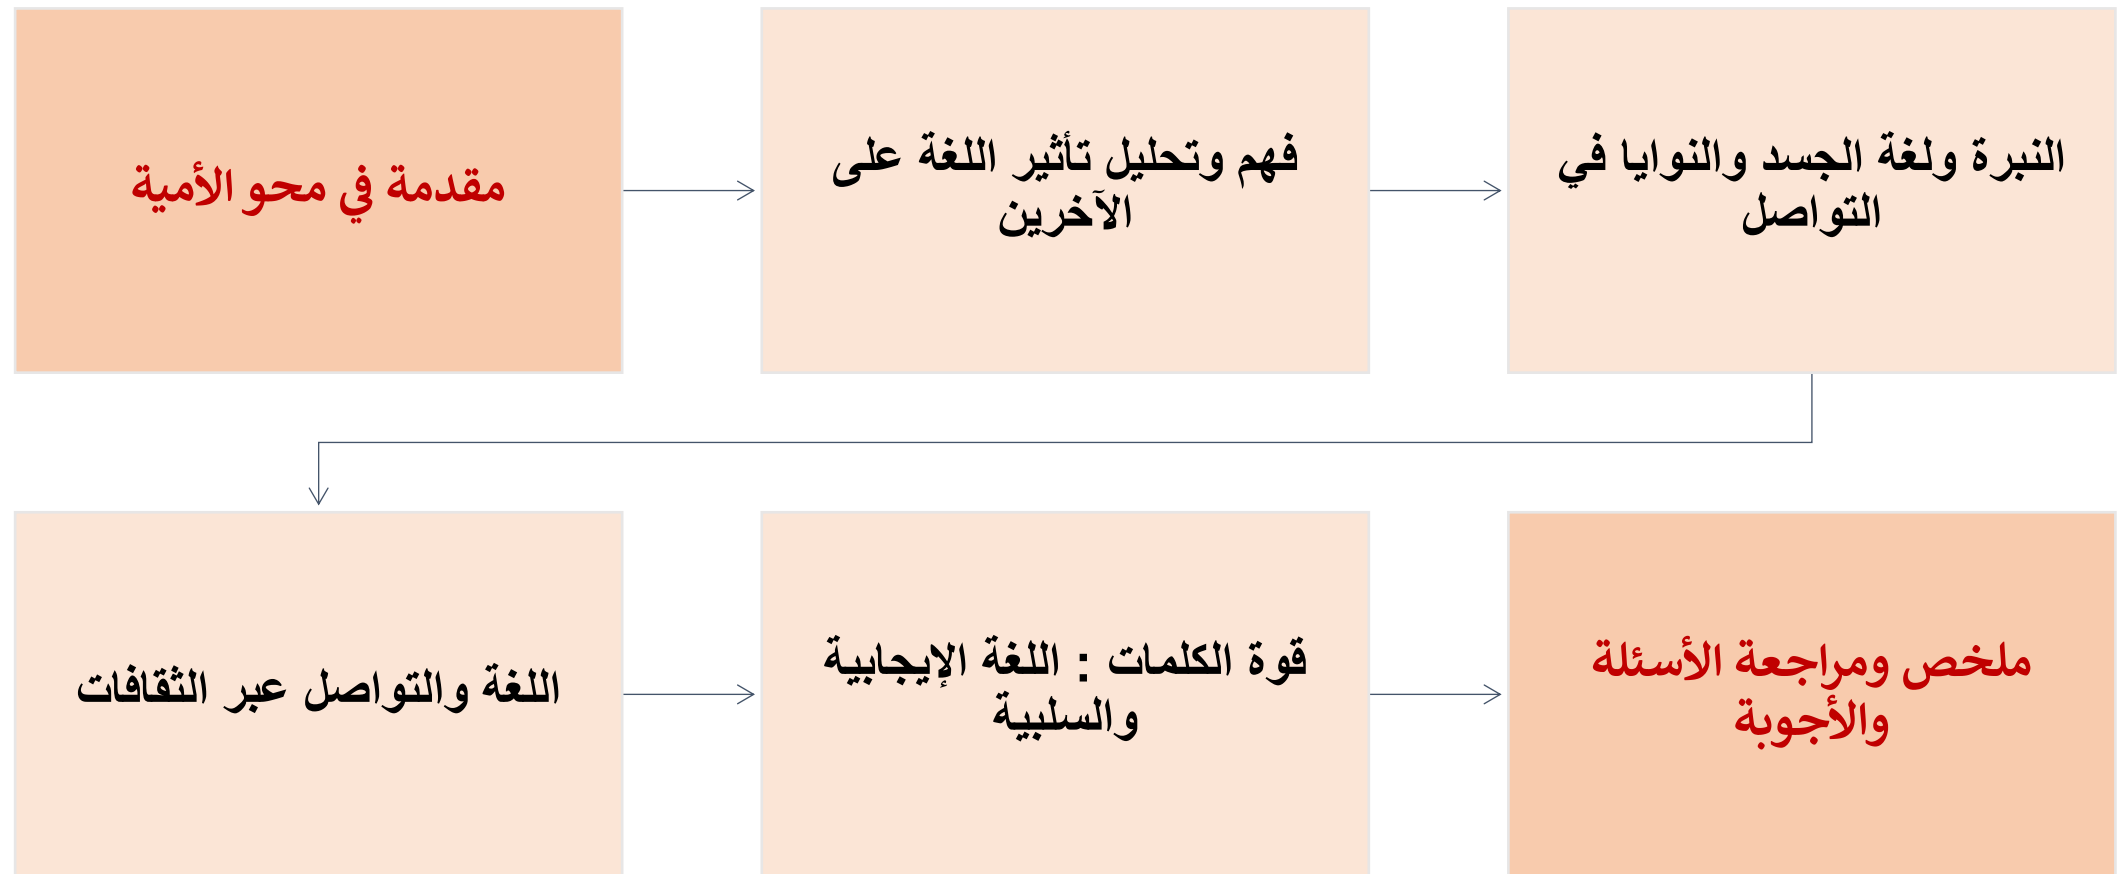 مقدمة في محو الأمية
فهم وتحليل تأثير اللغة على
الآخرين
النبرة ولغة الجسد والنوايا في
التواصل
اللغة والتواصل عبر الثقافات
قوة الكلمات : اللغة الإيجابية
والسلبية
ملخص ومراجعة الأسئلة
والأجوبة